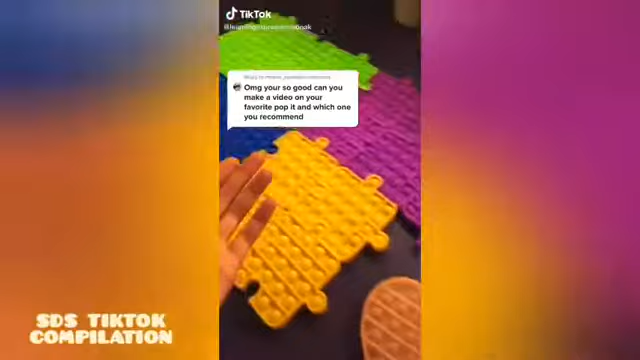 TikTok
Omg your so good can you
make a video on your
favorite pop it and which one
you recommend
SDS TIKTOK
COMPILATION